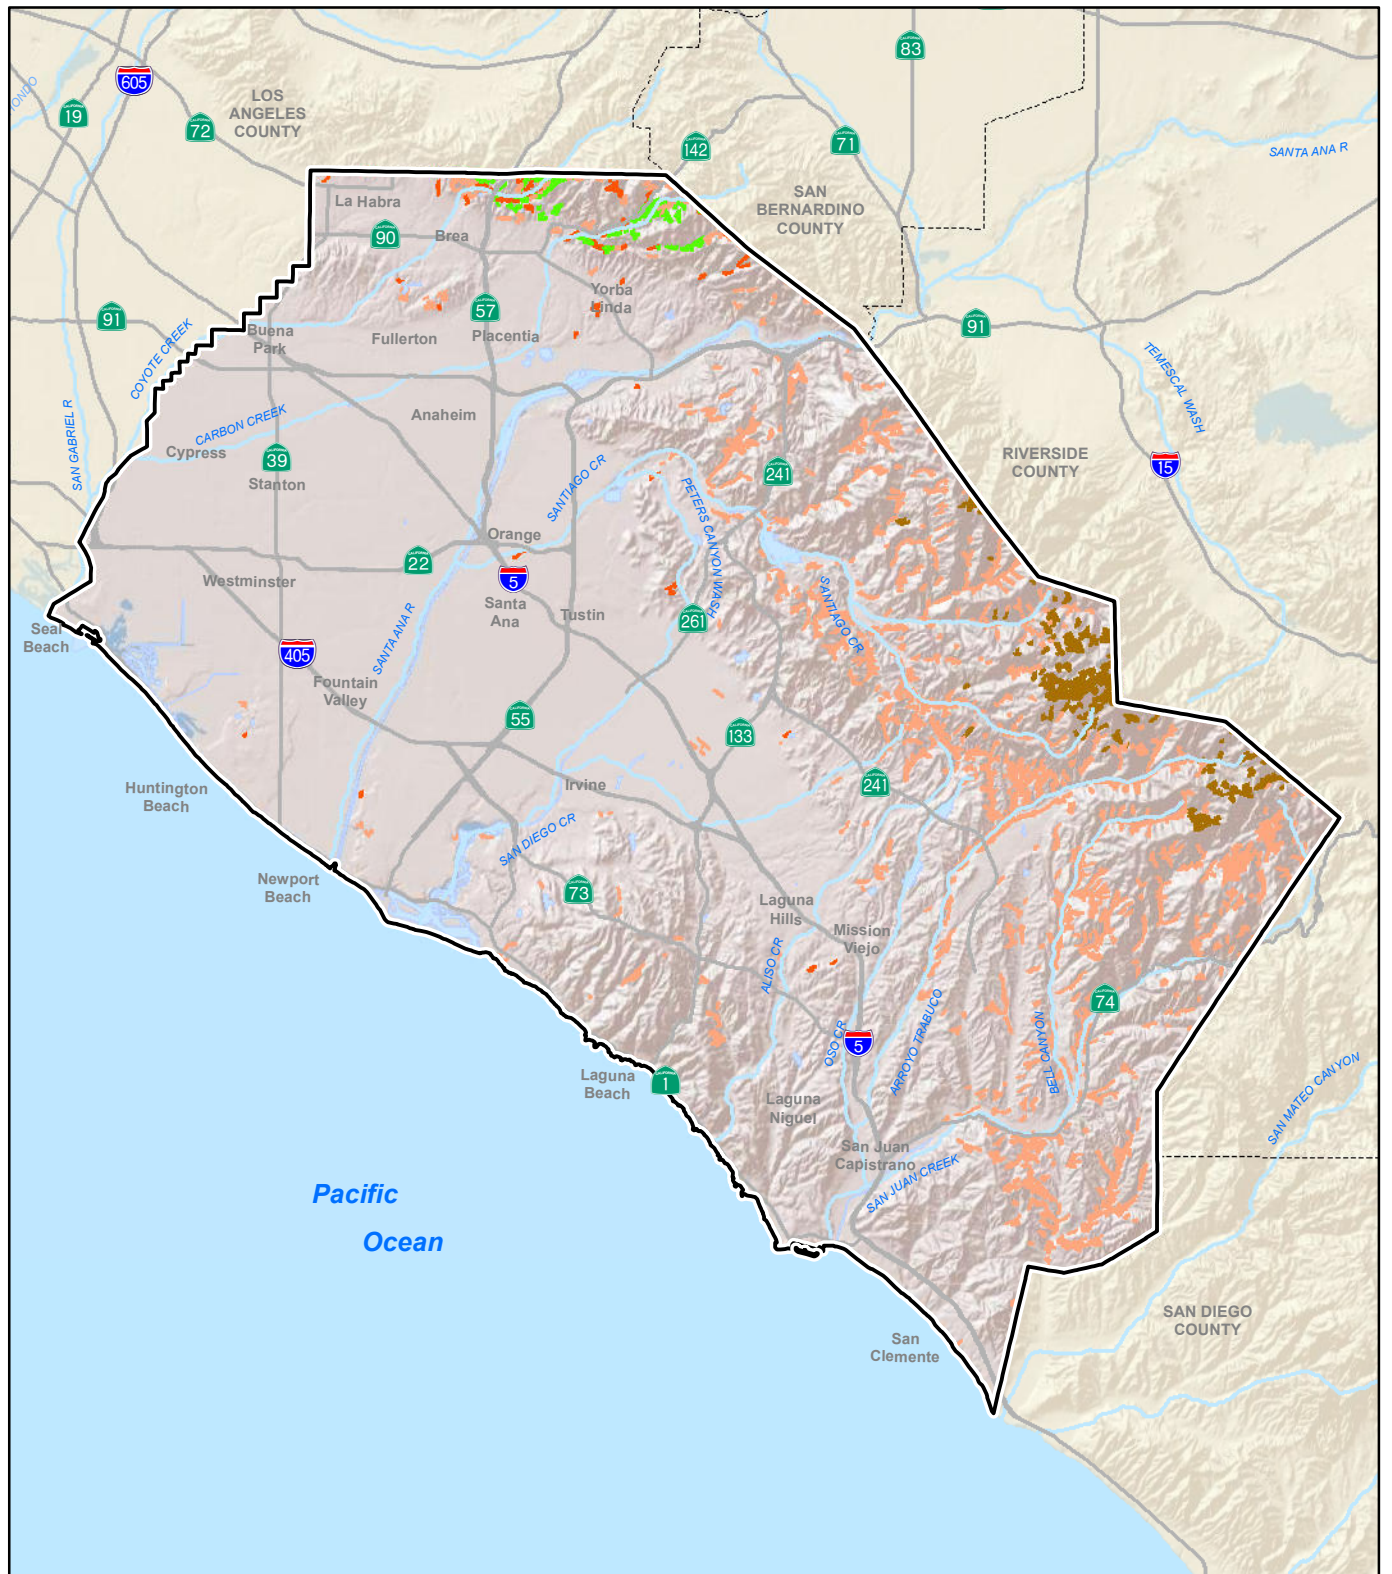 83
605
LOS
ANGELES
COUNTY
19
72
71
142
ONDO
SANTA ANA R
SAN
BERNARDINO
COUNTY
La Habra
90
Brea
Yorba
Linda
57
91
91
Buena
Park
Fullerton
Placentia
COYOTE CREEK
TEMESCAL WASH
SAN GABRIEL R
CARBON CREEK
Anaheim
Cypress
39
Stanton
RIVERSIDE
COUNTY
15
241
SANTIAGO CR
PETERS CANYON WASH
Orange
22
5
Westminster
Santa
Ana
Tustin
261
S SANTIAGO CR
SANTA ANA R
Seal
Beach
405
Fountain
Valley
55
133
Irvine
241
Huntington
Beach
SAN DIEGO CR
Newport
Beach
73
Laguna
Hills
Mission
Viejo
ALISO CR
74
OSO CR
5
ARROYO TRABUCO
BELL CANYON
Laguna
Beach
1
Laguna
Niguel
SAN MATEO CANYON
San Juan
Capistrano
SAN JUAN CREEK
Pacific
Ocean
SAN DIEGO
COUNTY
San
Clemente